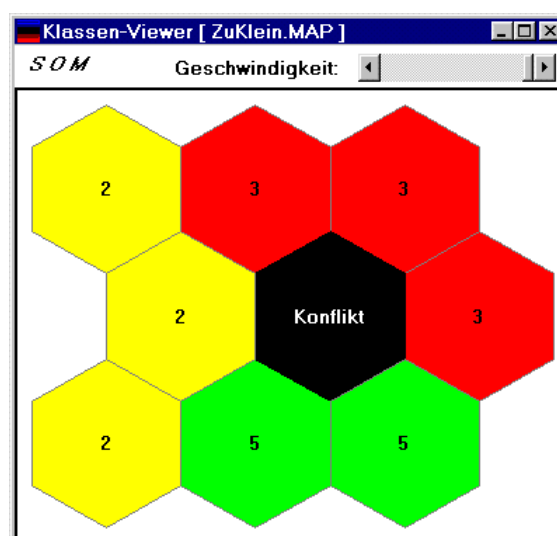 Klassen-Viewer [ ZuKlein.MAP ]
SOM Geschwindigkeit:
2 3 3
2 Konflikt 3
2 5 5